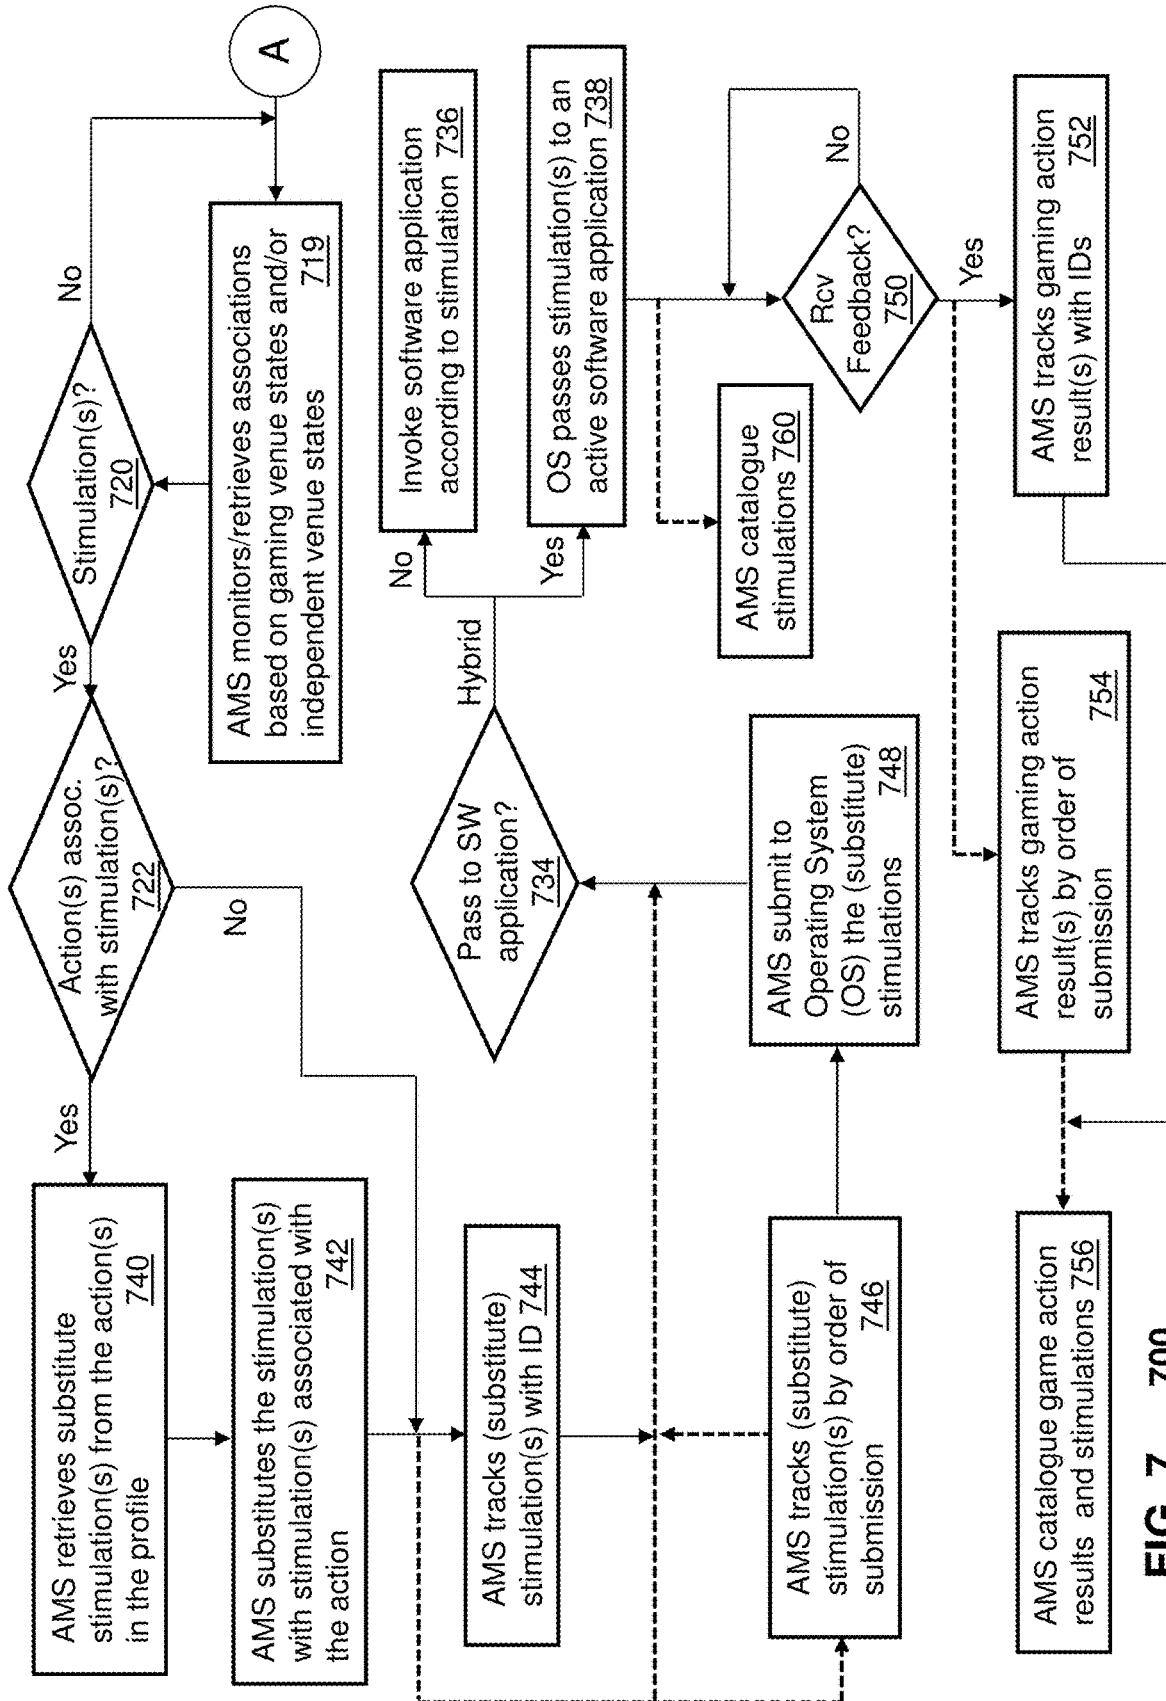 A
No
AMS monitors/retrieves associations
based on gaming venue states and/or
independent venue states 719
Stimulation(s)?
720
Yes
Action(s) assoc.
with stimulation(s)?
722
No
Yes
AMS retrieves substitute
stimulation(s) from the action(s)
in the profile 740
AMS substitutes the stimulation(s)
with stimulation(s) associated with
the action 742
AMS tracks (substitute)
stimulation(s) with ID 744
AMS tracks (substitute)
stimulation(s) by order of
submission 746
AMS submit to
Operating System
(OS) the (substitute)
stimulations 748
Pass to SW
application?
734
Hybrid
No
Yes
Invoke software application
according to stimulation 736
OS passes stimulation(s) to an
active software application 738
AMS catalogue
stimulations 760
Rcv
Feedback?
750
No
Yes
AMS tracks gaming action
result(s) with IDs 752
AMS tracks gaming action
result(s) by order of
submission 754
AMS catalogue game action
results and stimulations 756
FIG. 7 700